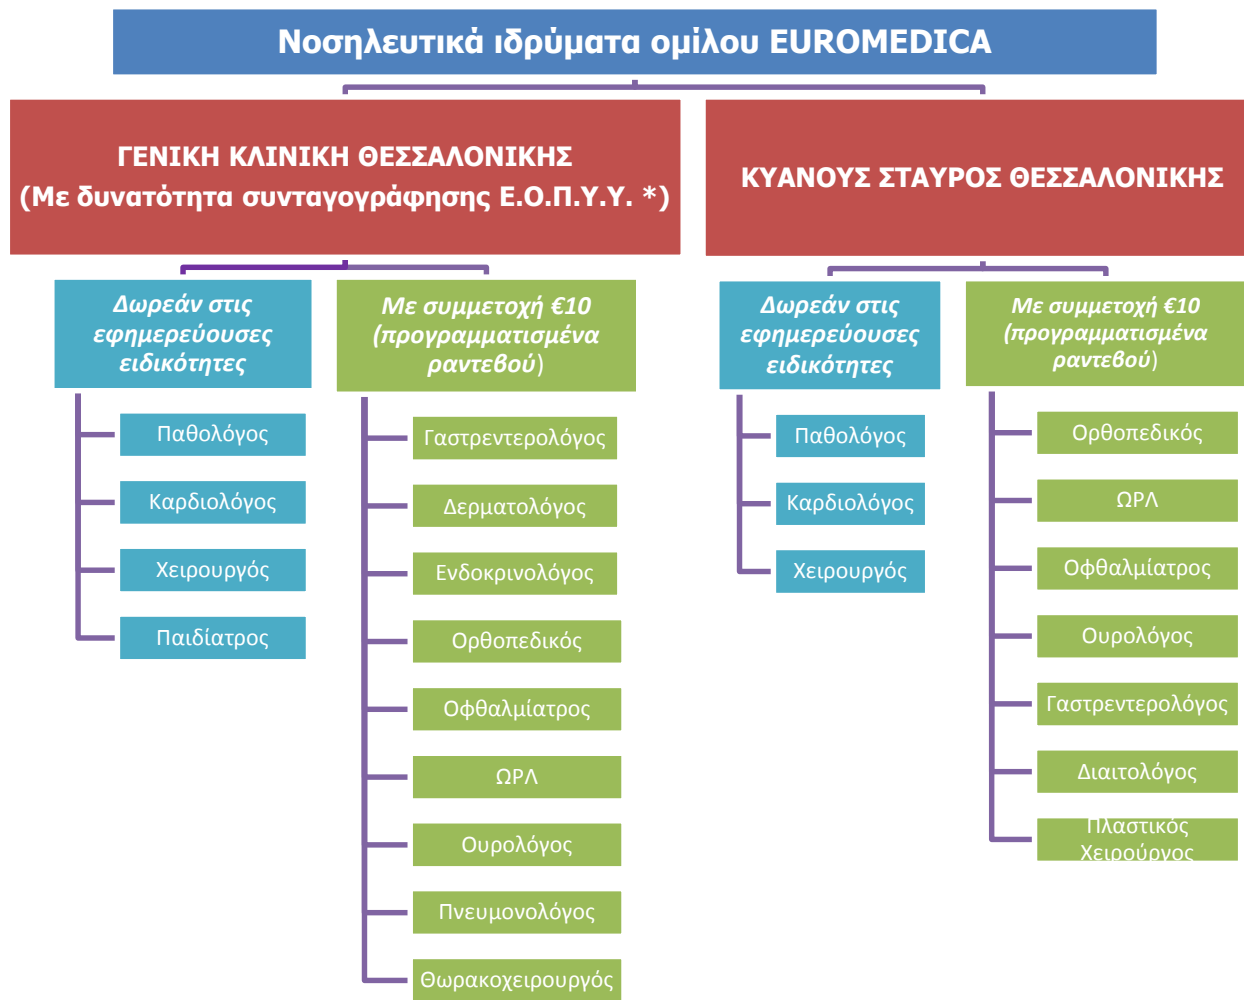 Νοσηλευτικά ιδρύματα ομίλου EUROMEDICA
ΓΕΝΙΚΗ ΚΛΙΝΙΚΗ ΘΕΣΣΑΛΟΝΙΚΗΣ
(Με δυνατότητα συνταγογράφησης Ε.Ο.Π.Υ.Υ. *)
Δωρεάν στις
εφημερεύουσες
ειδικότητες
Παθολόγος
Καρδιολόγος
Χειρουργός
Παιδίατρος
Με συμμετοχή €10
(προγραμματισμένα
ραντεβού)
Γαστρεντερολόγος
Δερματολόγος
Ενδοκρινολόγος
Ορθοπεδικός
Οφθαλμίατρος
ΩΡΛ
Ουρολόγος
Πνευμονολόγος
Θωρακοχειρουργός
ΚΥΑΝΟΥΣ ΣΤΑΥΡΟΣ ΘΕΣΣΑΛΟΝΙΚΗΣ
Δωρεάν στις
εφημερεύουσες
ειδικότητες
Παθολόγος
Καρδιολόγος
Χειρουργός
Με συμμετοχή €10
(προγραμματισμένα
ραντεβού)
Ορθοπεδικός
ΩΡΛ
Οφθαλμίατρος
Ουρολόγος
Γαστρεντερολόγος
Διαιτολόγος
Πλαστικός
Χειρούργος